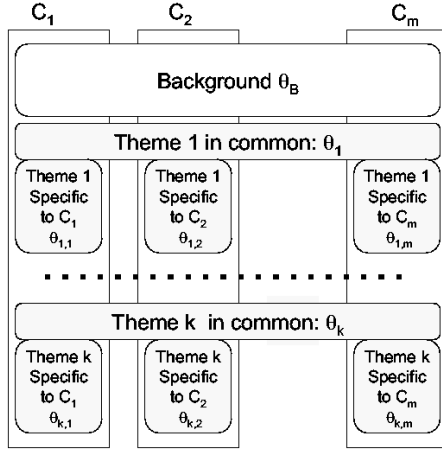 C₁ C₂ Cₘ
Background θ_B
Theme 1 in common: θ₁
Theme 1 Theme 1 Theme 1
Specific Specific Specific
to C₁ to C₂ to Cₘ
θ₁,₁ θ₁,₂ θ₁,ₘ
Theme k in common: θₖ
Theme k Theme k Theme k
Specific Specific Specific
to C₁ to C₂ to Cₘ
θₖ,₁ θₖ,₂ θₖ,ₘ